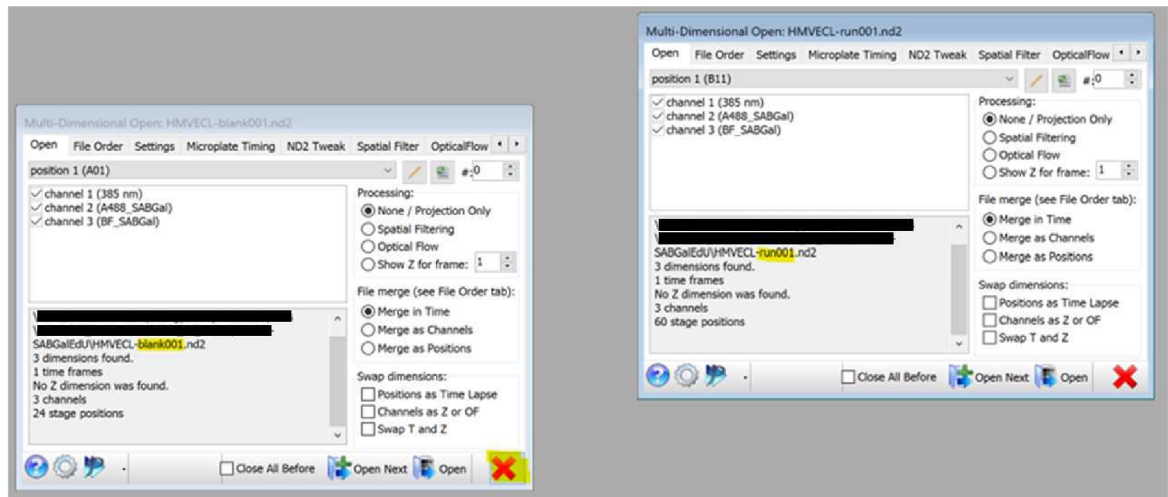 Multi-Dimensional Open: HMVECL-blank001.nd2
Open File Order Settings Microplate Timing ND2 Tweak Spatial Filter OpticalFlow
position 1 (A01)
#:0
channel 1 (385 nm)
channel 2 (A488_SABGal)
channel 3 (BF_SABGal)
Processing:
None / Projection Only
Spatial Filtering
Optical Flow
Show Z for frame: 1
File merge (see File Order tab):
Merge in Time
Merge as Channels
Merge as Positions
\
\ -
SABGalEdU\HMVECL-blank001.nd2
3 dimensions found.
1 time frames
No Z dimension was found.
3 channels
24 stage positions
Swap dimensions:
Positions as Time Lapse
Channels as Z or OF
Swap T and Z
Close All Before Open Next Open
Multi-Dimensional Open: HMVECL-run001.nd2
Open File Order Settings Microplate Timing ND2 Tweak Spatial Filter OpticalFlow
position 1 (B11)
#:0
channel 1 (385 nm)
channel 2 (A488_SABGal)
channel 3 (BF_SABGal)
Processing:
None / Projection Only
Spatial Filtering
Optical Flow
Show Z for frame: 1
File merge (see File Order tab):
Merge in Time
Merge as Channels
Merge as Positions
\
\ -
SABGalEdU\HMVECL-run001.nd2
3 dimensions found.
1 time frames
No Z dimension was found.
3 channels
60 stage positions
Swap dimensions:
Positions as Time Lapse
Channels as Z or OF
Swap T and Z
Close All Before Open Next Open